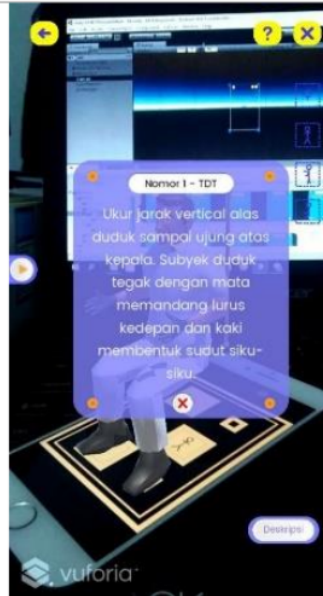 ?
Nomor 1 - TDT
Ukur jarak vertical alas
duduk sampai ujung atas
kepala. Subyek duduk
tegak dengan mata
memandang lurus
kedepan dan kaki
membentuk sudut siku-
siku.
Deskripsi
vuforia